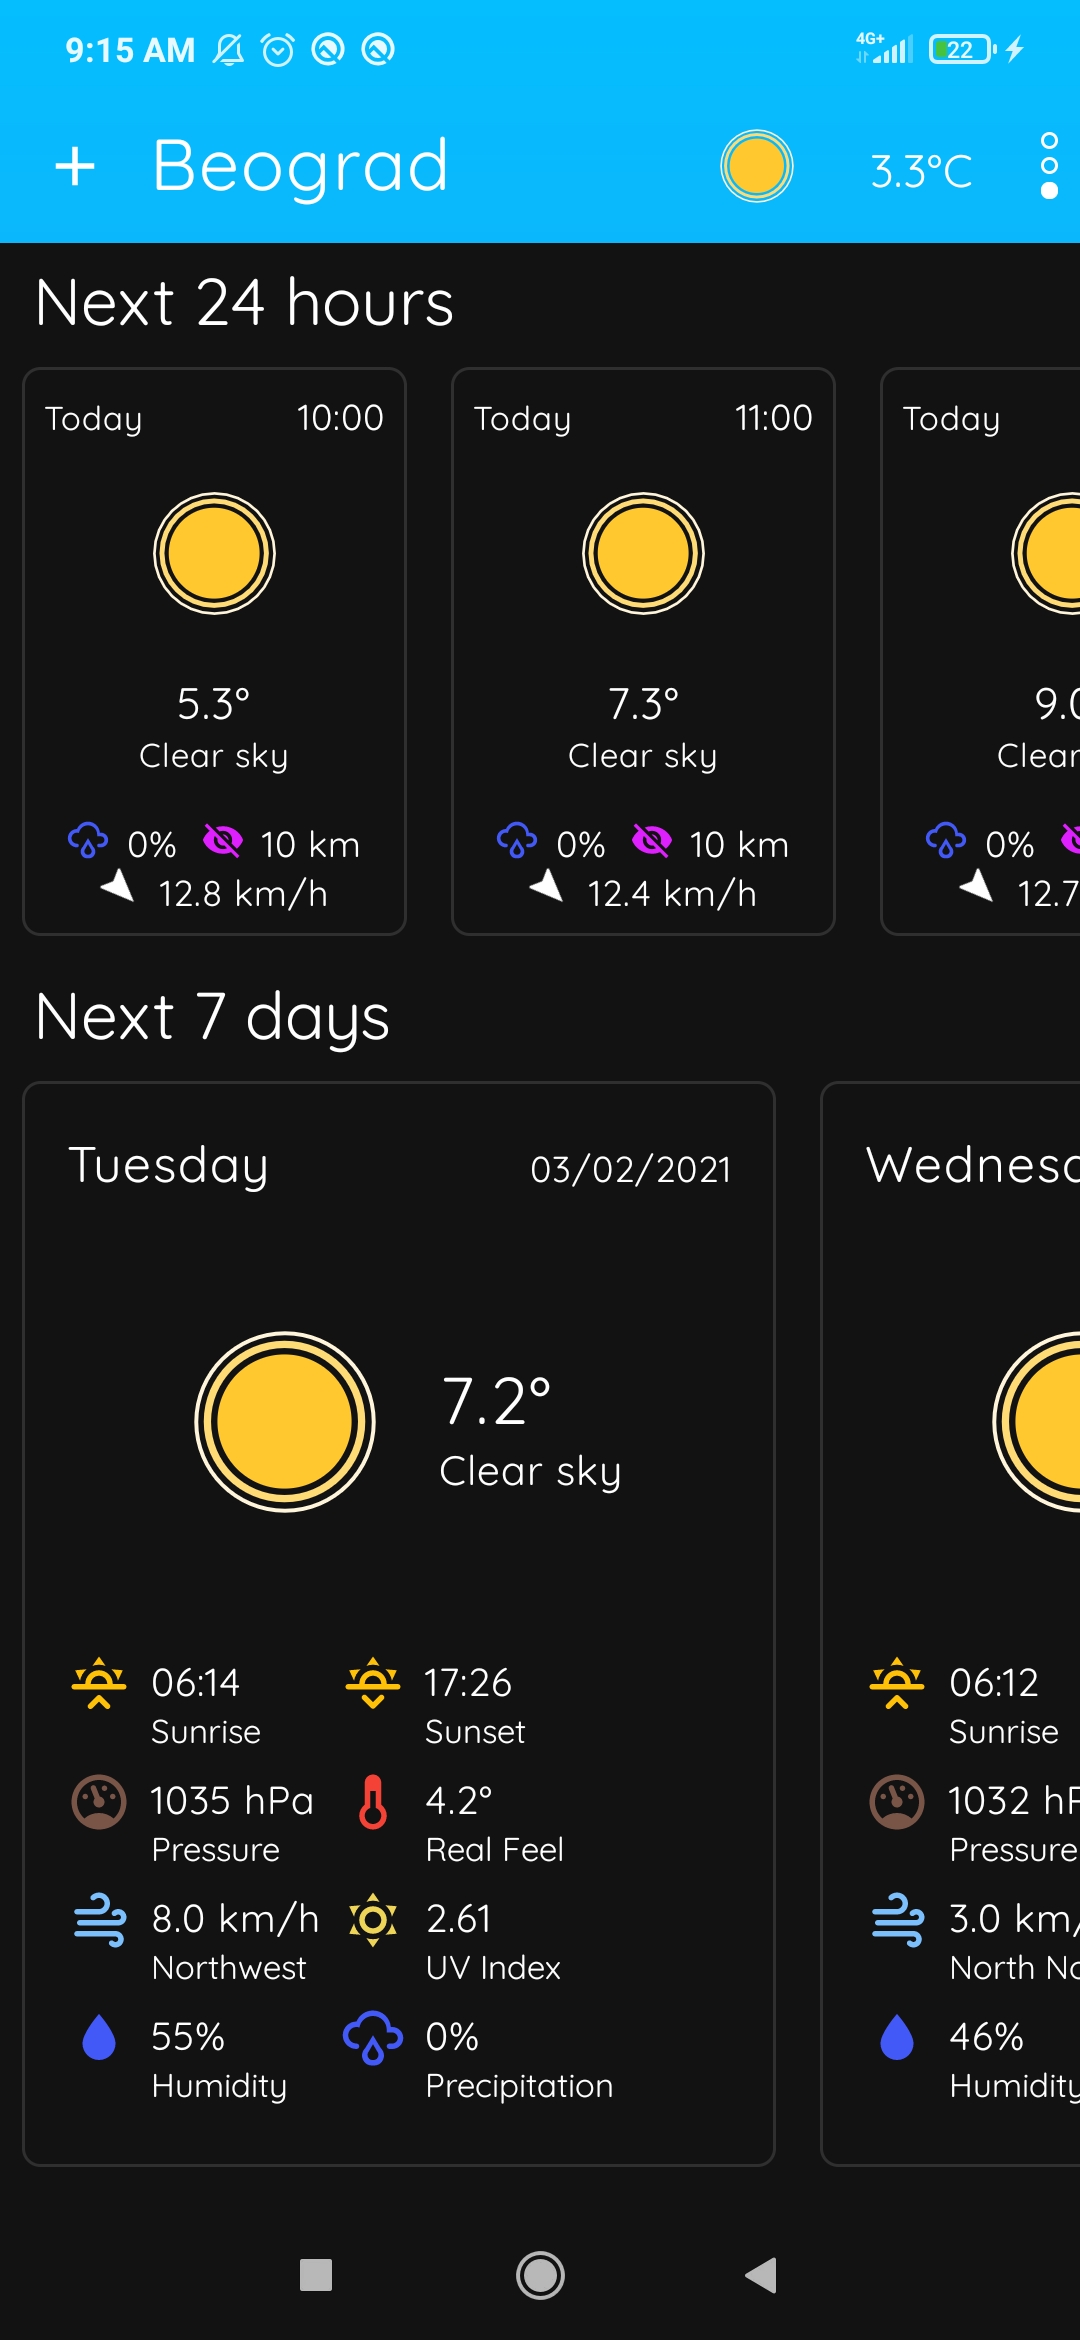 9:15 AM 4G+ 22
+ Beograd 3.3°C
Next 24 hours
Today 10:00 Today 11:00 Today
5.3° 7.3° 9.0
Clear sky Clear sky Clear
0% 10 km 0% 10 km 0%
12.8 km/h 12.4 km/h 12.7
Next 7 days
Tuesday 03/02/2021
7.2°
Clear sky
06:14 17:26 06:12
Sunrise Sunset Sunrise
1035 hPa 4.2° 1032 hP
Pressure Real Feel Pressure
8.0 km/h 2.61 3.0 km/
Northwest UV Index North No
55% 0% 46%
Humidity Precipitation Humidity